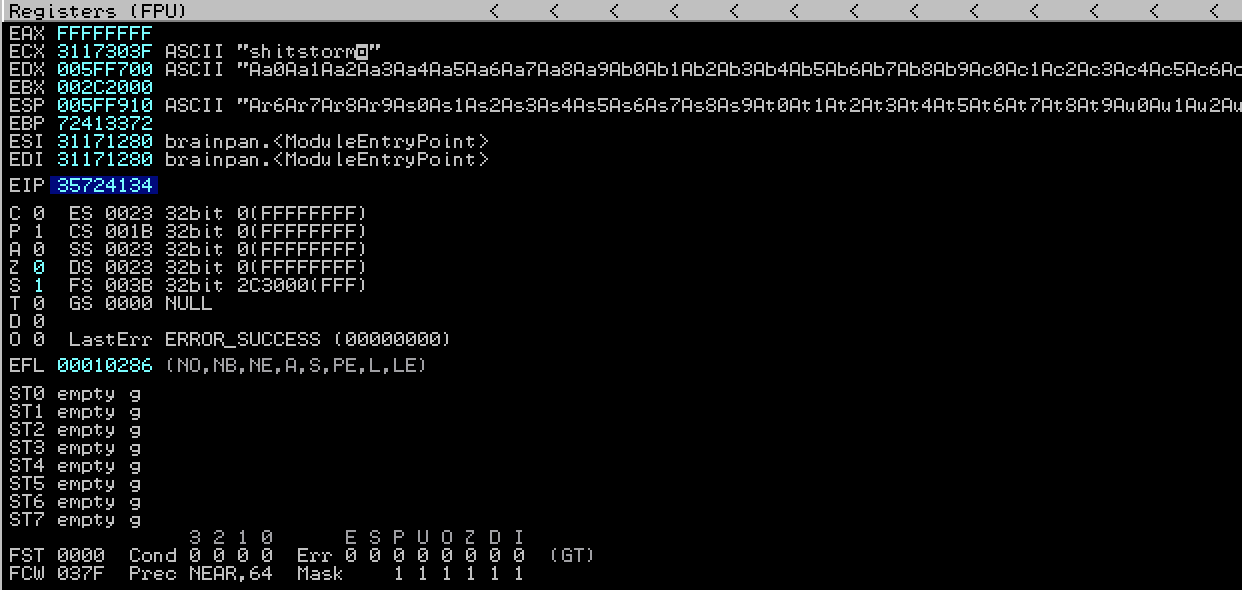 Registers (FPU) < < < < < < < < < < < < <
EAX FFFFFFFF
ECX 3117303F ASCII "shitstorm◘"
EDX 005FF700 ASCII "Aa0Aa1Aa2Aa3Aa4Aa5Aa6Aa7Aa8Aa9Ab0Ab1Ab2Ab3Ab4Ab5Ab6Ab7Ab8Ab9Ac0Ac1Ac2Ac3Ac4Ac5Ac6Ac
EBX 002C2000
ESP 005FF910 ASCII "Ar6Ar7Ar8Ar9As0As1As2As3As4As5As6As7As8As9At0At1At2At3At4At5At6At7At8At9Au0Au1Au2Au
EBP 72413372
ESI 31171280 brainpan.<ModuleEntryPoint>
EDI 31171280 brainpan.<ModuleEntryPoint>
EIP 35724134
C 0 ES 0023 32bit 0(FFFFFFFF)
P 1 CS 001B 32bit 0(FFFFFFFF)
A 0 SS 0023 32bit 0(FFFFFFFF)
Z 0 DS 0023 32bit 0(FFFFFFFF)
S 1 FS 003B 32bit 2C3000(FFF)
T 0 GS 0000 NULL
D 0
O 0 LastErr ERROR_SUCCESS (00000000)
EFL 00010286 (NO,NB,NE,A,S,PE,L,LE)
ST0 empty g
ST1 empty g
ST2 empty g
ST3 empty g
ST4 empty g
ST5 empty g
ST6 empty g
ST7 empty g
3 2 1 0 E S P U O Z D I
FST 0000 Cond 0 0 0 0 Err 0 0 0 0 0 0 0 0 (GT)
FCW 037F Prec NEAR,64 Mask 1 1 1 1 1 1